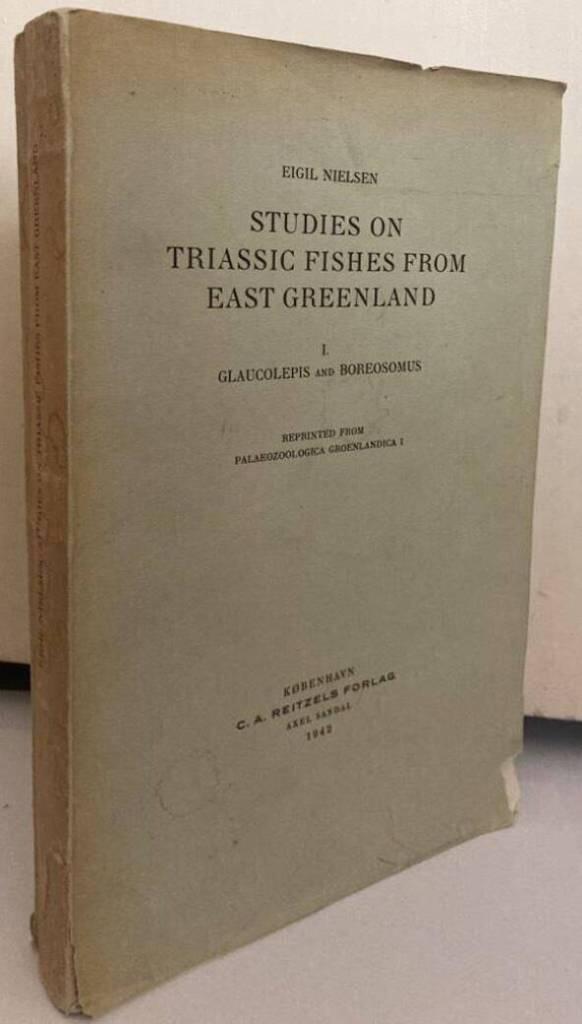 EIGIL NIELSEN
STUDIES ON
TRIASSIC FISHES FROM
EAST GREENLAND
I.
GLAUCOLEPIS AND BOREOSOMUS
REPRINTED FROM
PALAEOZOOLOGICA GROENLANDICA I
KØBENHAVN
C. A. REITZELS FORLAG
AXEL SANDAL
1942